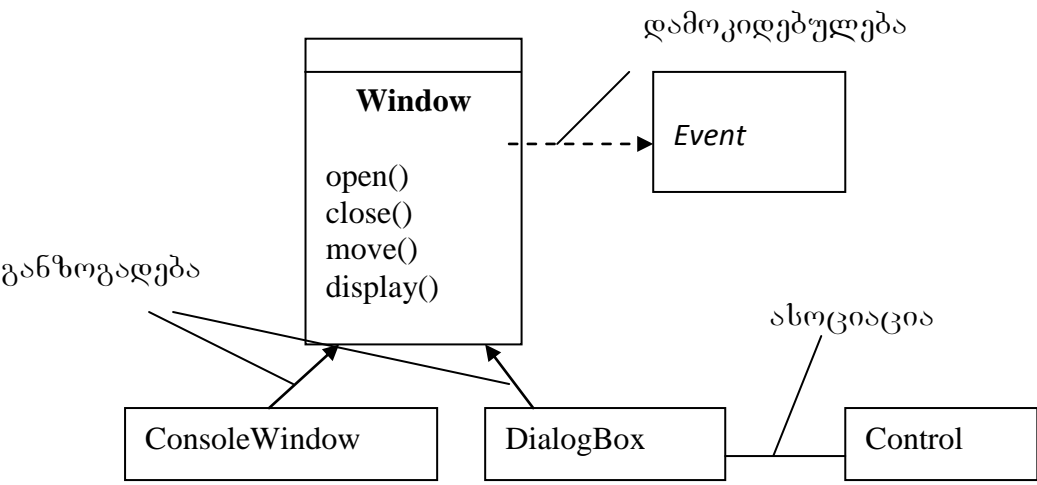 დამოკიდებულება
Window
Event
open()
close()
move()
display()
განზოგადება
ასოციაცია
ConsoleWindow
DialogBox
Control